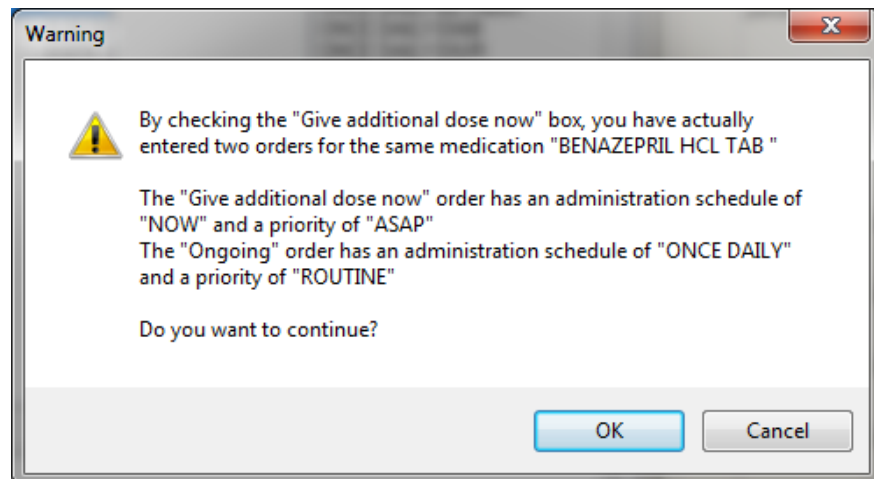 Warning
By checking the "Give additional dose now" box, you have actually
entered two orders for the same medication "BENAZEPRIL HCL TAB "
The "Give additional dose now" order has an administration schedule of
"NOW" and a priority of "ASAP"
The "Ongoing" order has an administration schedule of "ONCE DAILY"
and a priority of "ROUTINE"
Do you want to continue?
OK
Cancel